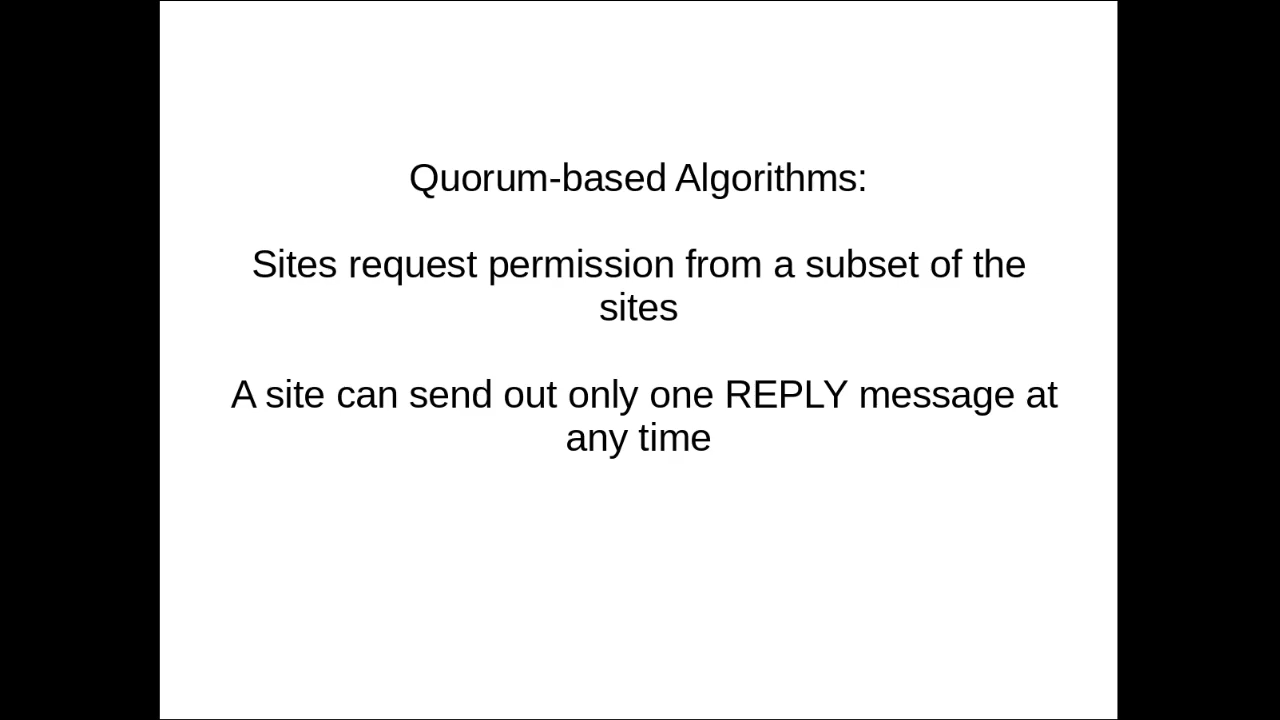 Quorum-based Algorithms:
Sites request permission from a subset of the
sites
A site can send out only one REPLY message at
any time